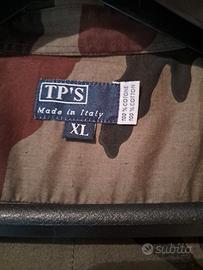 TP'S
Made in Italy
XL
100% COTONE
100% COTTON
subito